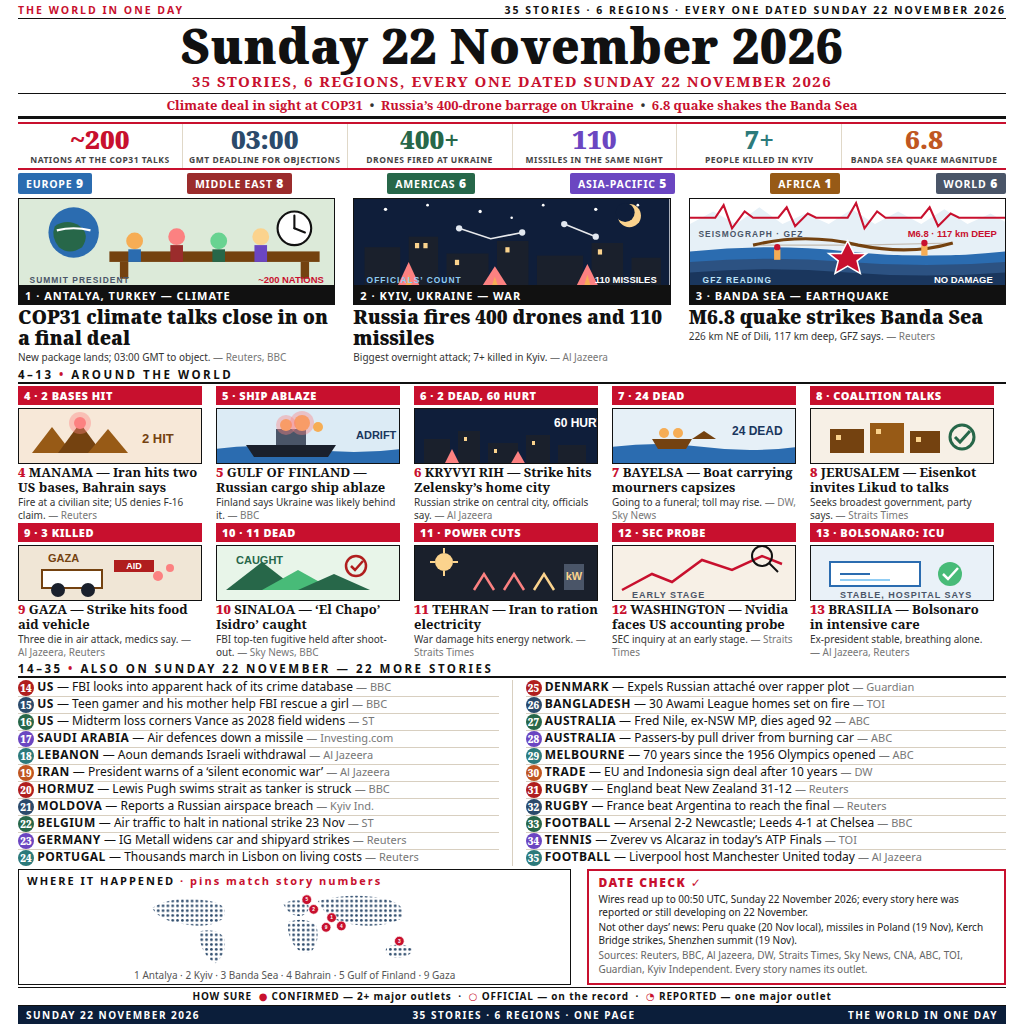 THE WORLD IN ONE DAY
35 STORIES · 6 REGIONS · EVERY ONE DATED SUNDAY 22 NOVEMBER 2026
Sunday 22 November 2026
35 STORIES, 6 REGIONS, EVERY ONE DATED SUNDAY 22 NOVEMBER 2026
Climate deal in sight at COP31 • Russia’s 400-drone barrage on Ukraine • 6.8 quake shakes the Banda Sea
~200
NATIONS AT THE COP31 TALKS
03:00
GMT DEADLINE FOR OBJECTIONS
400+
DRONES FIRED AT UKRAINE
110
MISSILES IN THE SAME NIGHT
7+
PEOPLE KILLED IN KYIV
6.8
BANDA SEA QUAKE MAGNITUDE
EUROPE 9
MIDDLE EAST 8
AMERICAS 6
ASIA-PACIFIC 5
AFRICA 1
WORLD 6
SUMMIT PRESIDENT
~200 NATIONS
1 · ANTALYA, TURKEY — CLIMATE
COP31 climate talks close in on
a final deal
New package lands; 03:00 GMT to object. — Reuters, BBC
OFFICIALS’ COUNT
110 MISSILES
2 · KYIV, UKRAINE — WAR
Russia fires 400 drones and 110
missiles
Biggest overnight attack; 7+ killed in Kyiv. — Al Jazeera
SEISMOGRAPH · GFZ
M6.8 · 117 km DEEP
GFZ READING
NO DAMAGE
3 · BANDA SEA — EARTHQUAKE
M6.8 quake strikes Banda Sea
226 km NE of Dili, 117 km deep, GFZ says. — Reuters
4–13 • AROUND THE WORLD
4 · 2 BASES HIT
2 HIT
4 MANAMA — Iran hits two
US bases, Bahrain says
Fire at a civilian site; US denies F-16
claim. — Reuters
5 · SHIP ABLAZE
ADRIFT
5 GULF OF FINLAND —
Russian cargo ship ablaze
Finland says Ukraine was likely behind
it. — BBC
6 · 2 DEAD, 60 HURT
60 HUR
6 KRYVYI RIH — Strike hits
Zelensky’s home city
Russian strike on central city, officials
say. — Al Jazeera
7 · 24 DEAD
24 DEAD
7 BAYELSA — Boat carrying
mourners capsizes
Going to a funeral; toll may rise. — DW,
Sky News
8 · COALITION TALKS
8 JERUSALEM — Eisenkot
invites Likud to talks
Seeks broadest government, party
says. — Straits Times
9 · 3 KILLED
GAZA
AID
9 GAZA — Strike hits food
aid vehicle
Three die in air attack, medics say. —
Al Jazeera, Reuters
10 · 11 DEAD
CAUGHT
10 SINALOA — ‘El Chapo’
Isidro’ caught
FBI top-ten fugitive held after shoot-
out. — Sky News, BBC
11 · POWER CUTS
kW
11 TEHRAN — Iran to ration
electricity
War damage hits energy network. —
Straits Times
12 · SEC PROBE
EARLY STAGE
12 WASHINGTON — Nvidia
faces US accounting probe
SEC inquiry at an early stage. — Straits
Times
13 · BOLSONARO: ICU
STABLE, HOSPITAL SAYS
13 BRASILIA — Bolsonaro
in intensive care
Ex-president stable, breathing alone.
— Al Jazeera, Reuters
14–35 • ALSO ON SUNDAY 22 NOVEMBER — 22 MORE STORIES
14 US — FBI looks into apparent hack of its crime database — BBC
15 US — Teen gamer and his mother help FBI rescue a girl — BBC
16 US — Midterm loss corners Vance as 2028 field widens — ST
17 SAUDI ARABIA — Air defences down a missile — Investing.com
18 LEBANON — Aoun demands Israeli withdrawal — Al Jazeera
19 IRAN — President warns of a ‘silent economic war’ — Al Jazeera
20 HORMUZ — Lewis Pugh swims strait as tanker is struck — BBC
21 MOLDOVA — Reports a Russian airspace breach — Kyiv Ind.
22 BELGIUM — Air traffic to halt in national strike 23 Nov — ST
23 GERMANY — IG Metall widens car and shipyard strikes — Reuters
24 PORTUGAL — Thousands march in Lisbon on living costs — Reuters
25 DENMARK — Expels Russian attaché over rapper plot — Guardian
26 BANGLADESH — 30 Awami League homes set on fire — TOI
27 AUSTRALIA — Fred Nile, ex-NSW MP, dies aged 92 — ABC
28 AUSTRALIA — Passers-by pull driver from burning car — ABC
29 MELBOURNE — 70 years since the 1956 Olympics opened — ABC
30 TRADE — EU and Indonesia sign deal after 10 years — DW
31 RUGBY — England beat New Zealand 31-12 — Reuters
32 RUGBY — France beat Argentina to reach the final — Reuters
33 FOOTBALL — Arsenal 2-2 Newcastle; Leeds 4-1 at Chelsea — BBC
34 TENNIS — Zverev vs Alcaraz in today’s ATP Finals — TOI
35 FOOTBALL — Liverpool host Manchester United today — Al Jazeera
WHERE IT HAPPENED · pins match story numbers
5
2
1
9
4
3
1 Antalya · 2 Kyiv · 3 Banda Sea · 4 Bahrain · 5 Gulf of Finland · 9 Gaza
DATE CHECK ✓
Wires read up to 00:50 UTC, Sunday 22 November 2026; every story here was
reported or still developing on 22 November.
Not other days’ news: Peru quake (20 Nov local), missiles in Poland (19 Nov), Kerch
Bridge strikes, Shenzhen summit (19 Nov).
Sources: Reuters, BBC, Al Jazeera, DW, Straits Times, Sky News, CNA, ABC, TOI,
Guardian, Kyiv Independent. Every story names its outlet.
HOW SURE ● CONFIRMED — 2+ major outlets · ○ OFFICIAL — on the record · ◔ REPORTED — one major outlet
SUNDAY 22 NOVEMBER 2026
35 STORIES · 6 REGIONS · ONE PAGE
THE WORLD IN ONE DAY